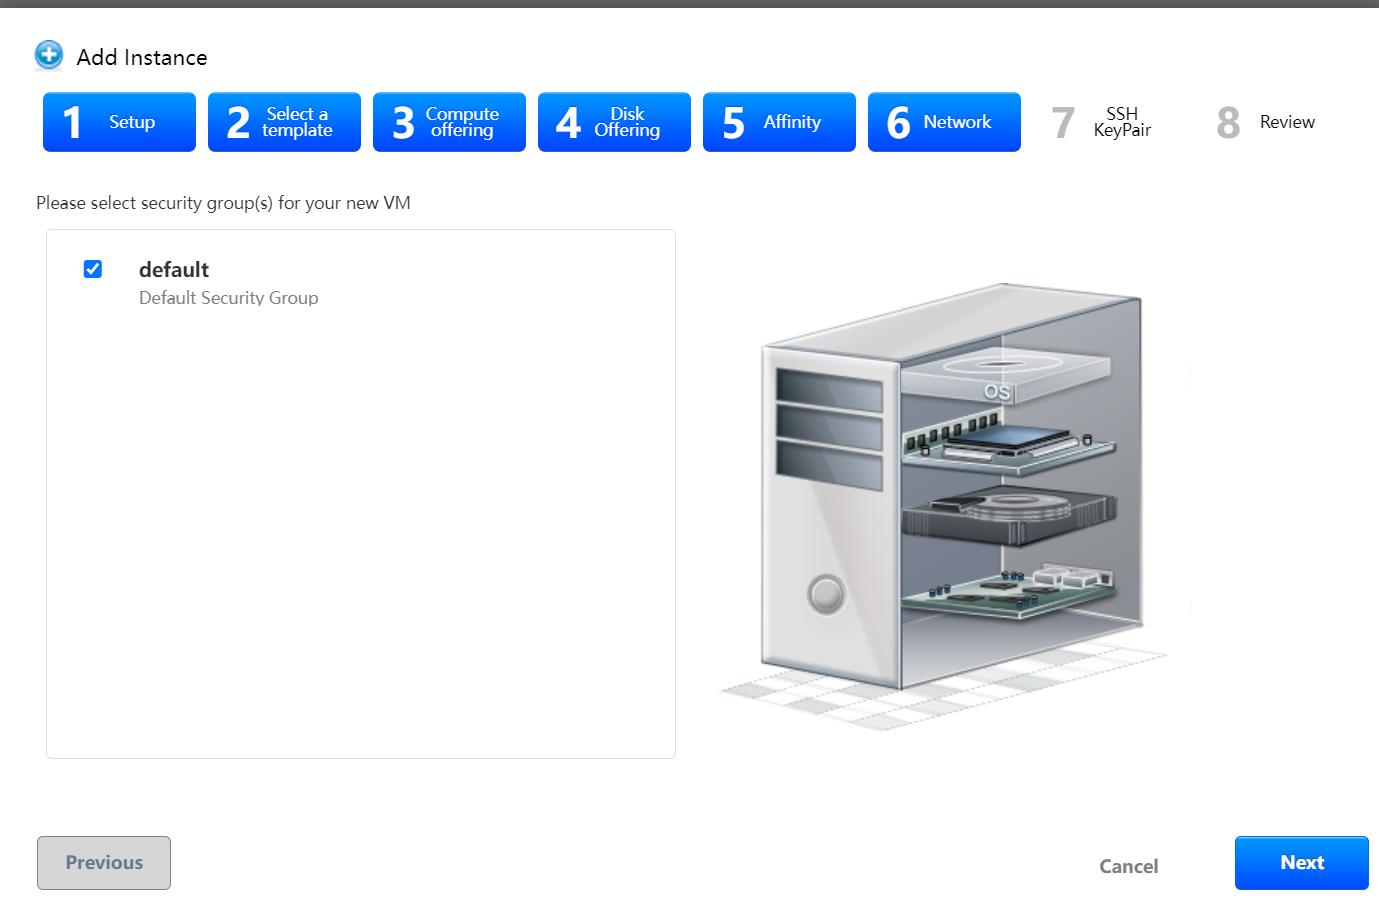 Add Instance
1 Setup
2 Select a
template
3 Compute
offering
4 Disk
Offering
5 Affinity
6 Network
7 SSH
KeyPair
8 Review
Please select security group(s) for your new VM
default
Default Security Group
OS
Previous
Cancel
Next